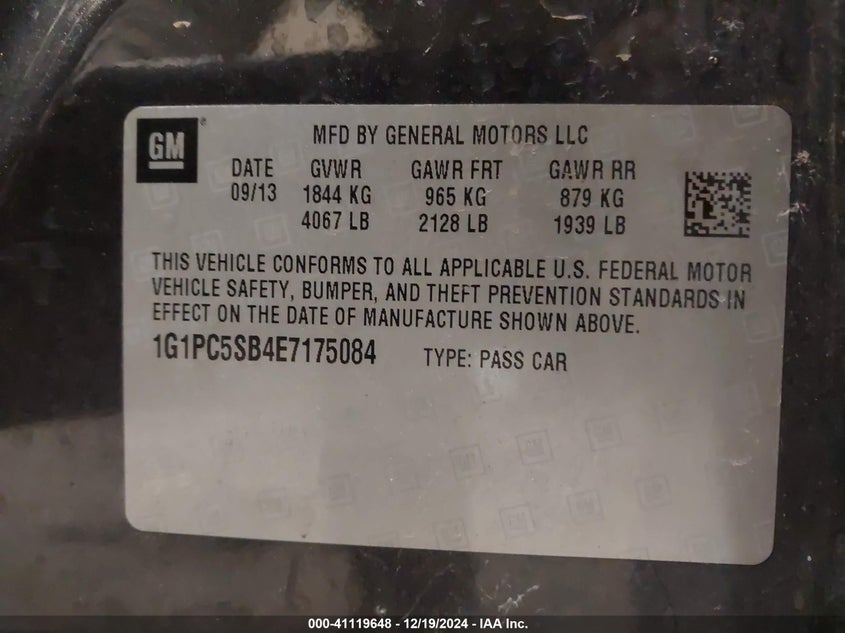 GM
®
MFD BY GENERAL MOTORS LLC
DATE GVWR GAWR FRT GAWR RR
09/13 1844 KG 965 KG 879 KG
4067 LB 2128 LB 1939 LB
THIS VEHICLE CONFORMS TO ALL APPLICABLE U.S. FEDERAL MOTOR
VEHICLE SAFETY, BUMPER, AND THEFT PREVENTION STANDARDS IN
EFFECT ON THE DATE OF MANUFACTURE SHOWN ABOVE.
1G1PC5SB4E7175084 TYPE: PASS CAR
000-41119648 - 12/19/2024 - IAA Inc.